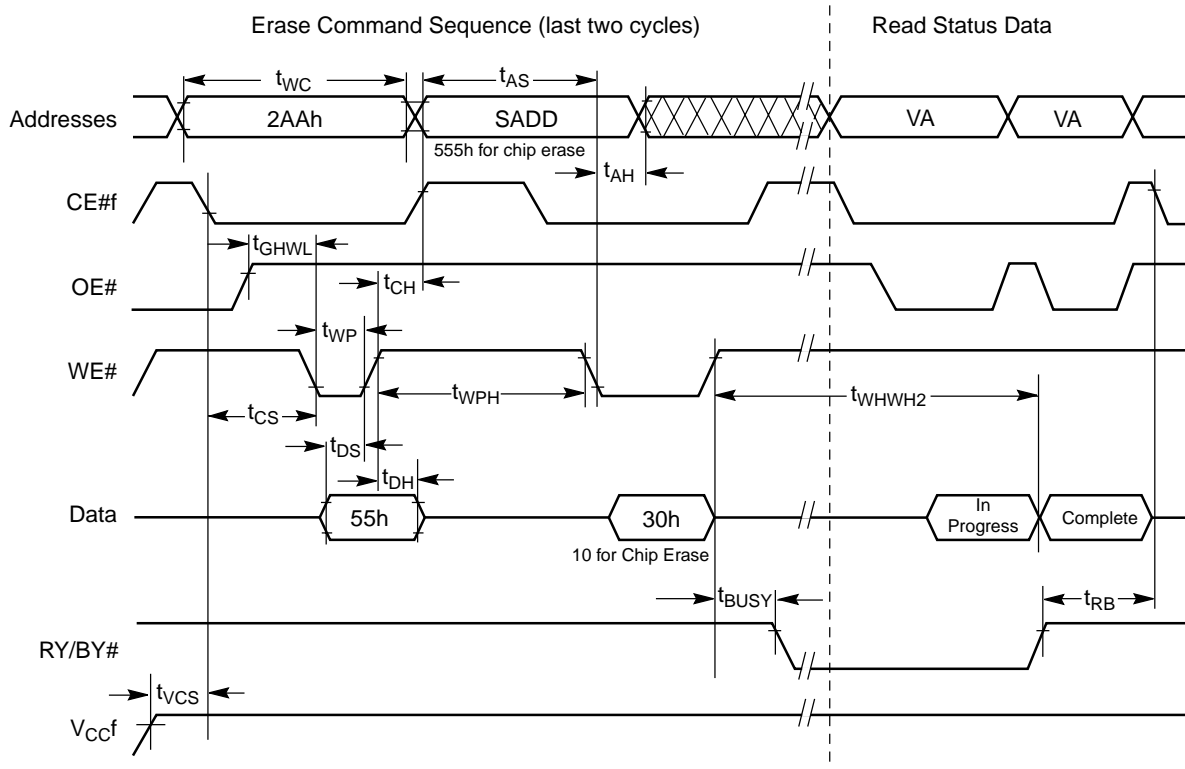 Erase Command Sequence (last two cycles)
Read Status Data
tWC
tAS
Addresses
2AAh
SADD
VA
VA
555h for chip erase
tAH
CE#f
tGHWL
OE#
tCH
tWP
WE#
tWPH
tWHWH2
tCS
tDS
tDH
Data
55h
30h
In
Progress
Complete
10 for Chip Erase
tBUSY
tRB
RY/BY#
tVCS
VCCf